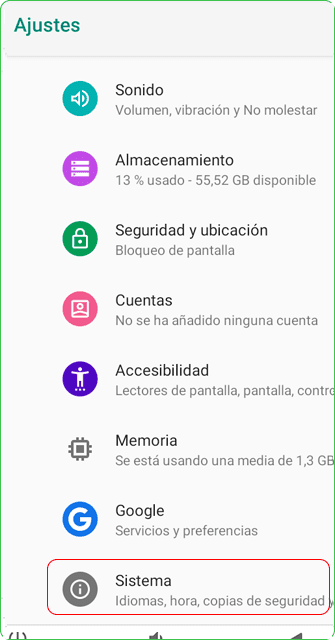 Ajustes
Sonido
Volumen, vibración y No molestar
Almacenamiento
13 % usado - 55,52 GB disponible
Seguridad y ubicación
Bloqueo de pantalla
Cuentas
No se ha añadido ninguna cuenta
Accesibilidad
Lectores de pantalla, pantalla, contro
Memoria
Se está usando una media de 1,3 GB
Google
Servicios y preferencias
Sistema
Idiomas, hora, copias de seguridad y